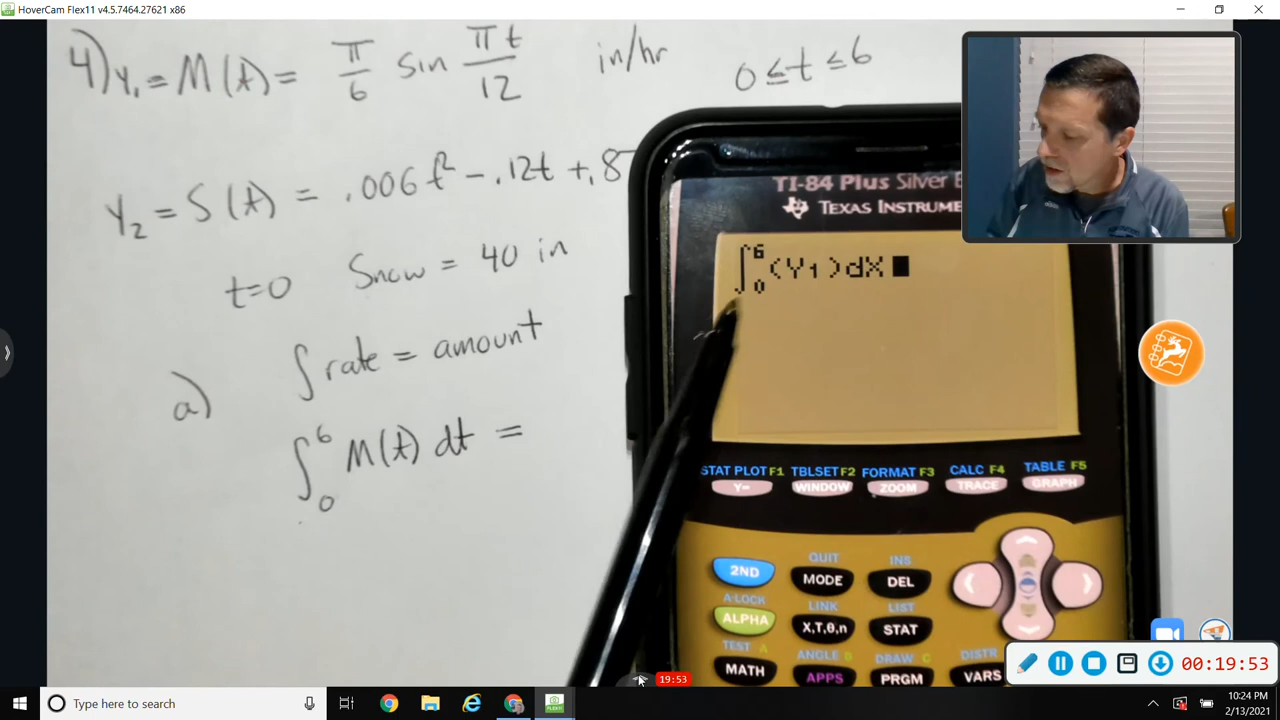 HoverCam Flex11 v4.5.7464.27621 x86
4) Y₁ = M(t) = π/6 sin πt/12 in/hr 0 ≤ t ≤ 6
Y₂ = S(t) = .006t² - .12t + .8
t=0 Snow = 40 in
∫ rate = amount
a)
∫₀⁶ M(t) dt =
TI-84 Plus Silver E
TEXAS INSTRUME
∫₀⁶(Y₁)dX
STAT PLOT F1 TBLSET F2 FORMAT F3 CALC F4 TABLE F5
Y= WINDOW ZOOM TRACE GRAPH
QUIT INS
2ND MODE DEL
A-LOCK LINK LIST
ALPHA X,T,θ,n STAT
TEST A ANGLE B DRAW C DISTR
MATH APPS PRGM VARS
00:19:53
19:53
Type here to search
FLEX11
10:24 PM
2/13/2021